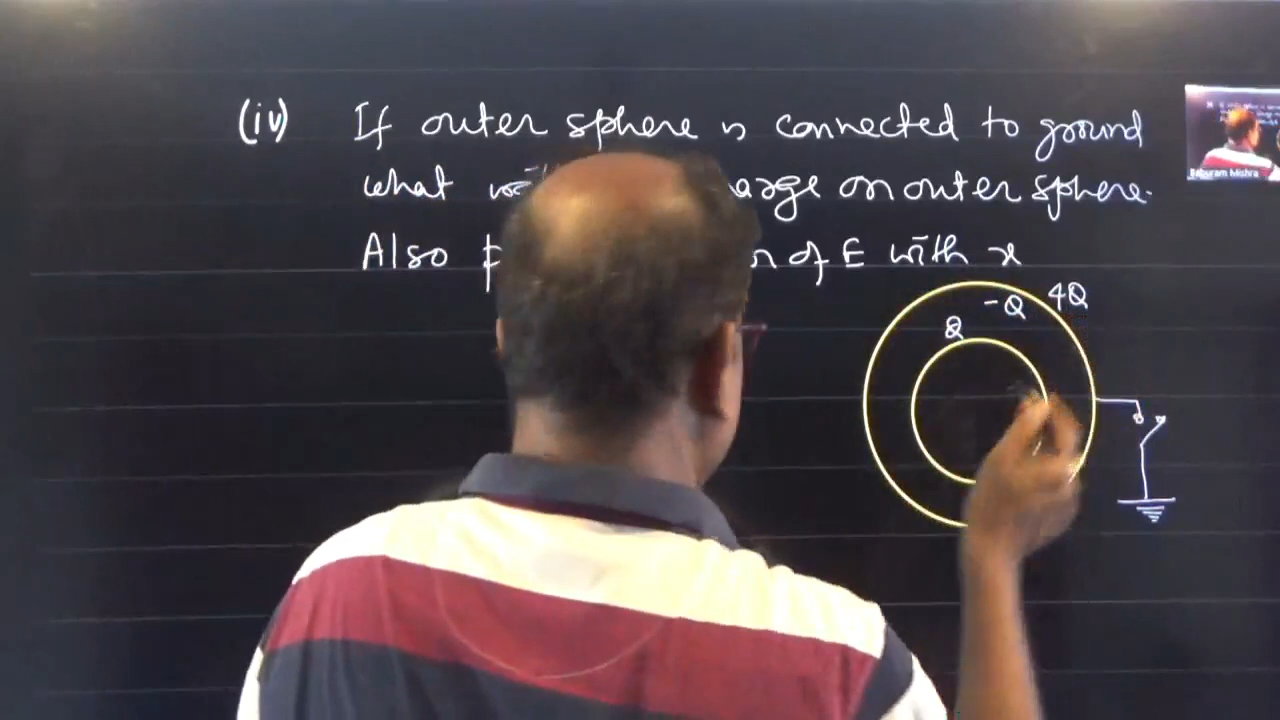 (iv) If outer sphere is connected to ground
what charge on outer sphere.
Also of E with x
-Q 4Q
Q
Baburam Mishra